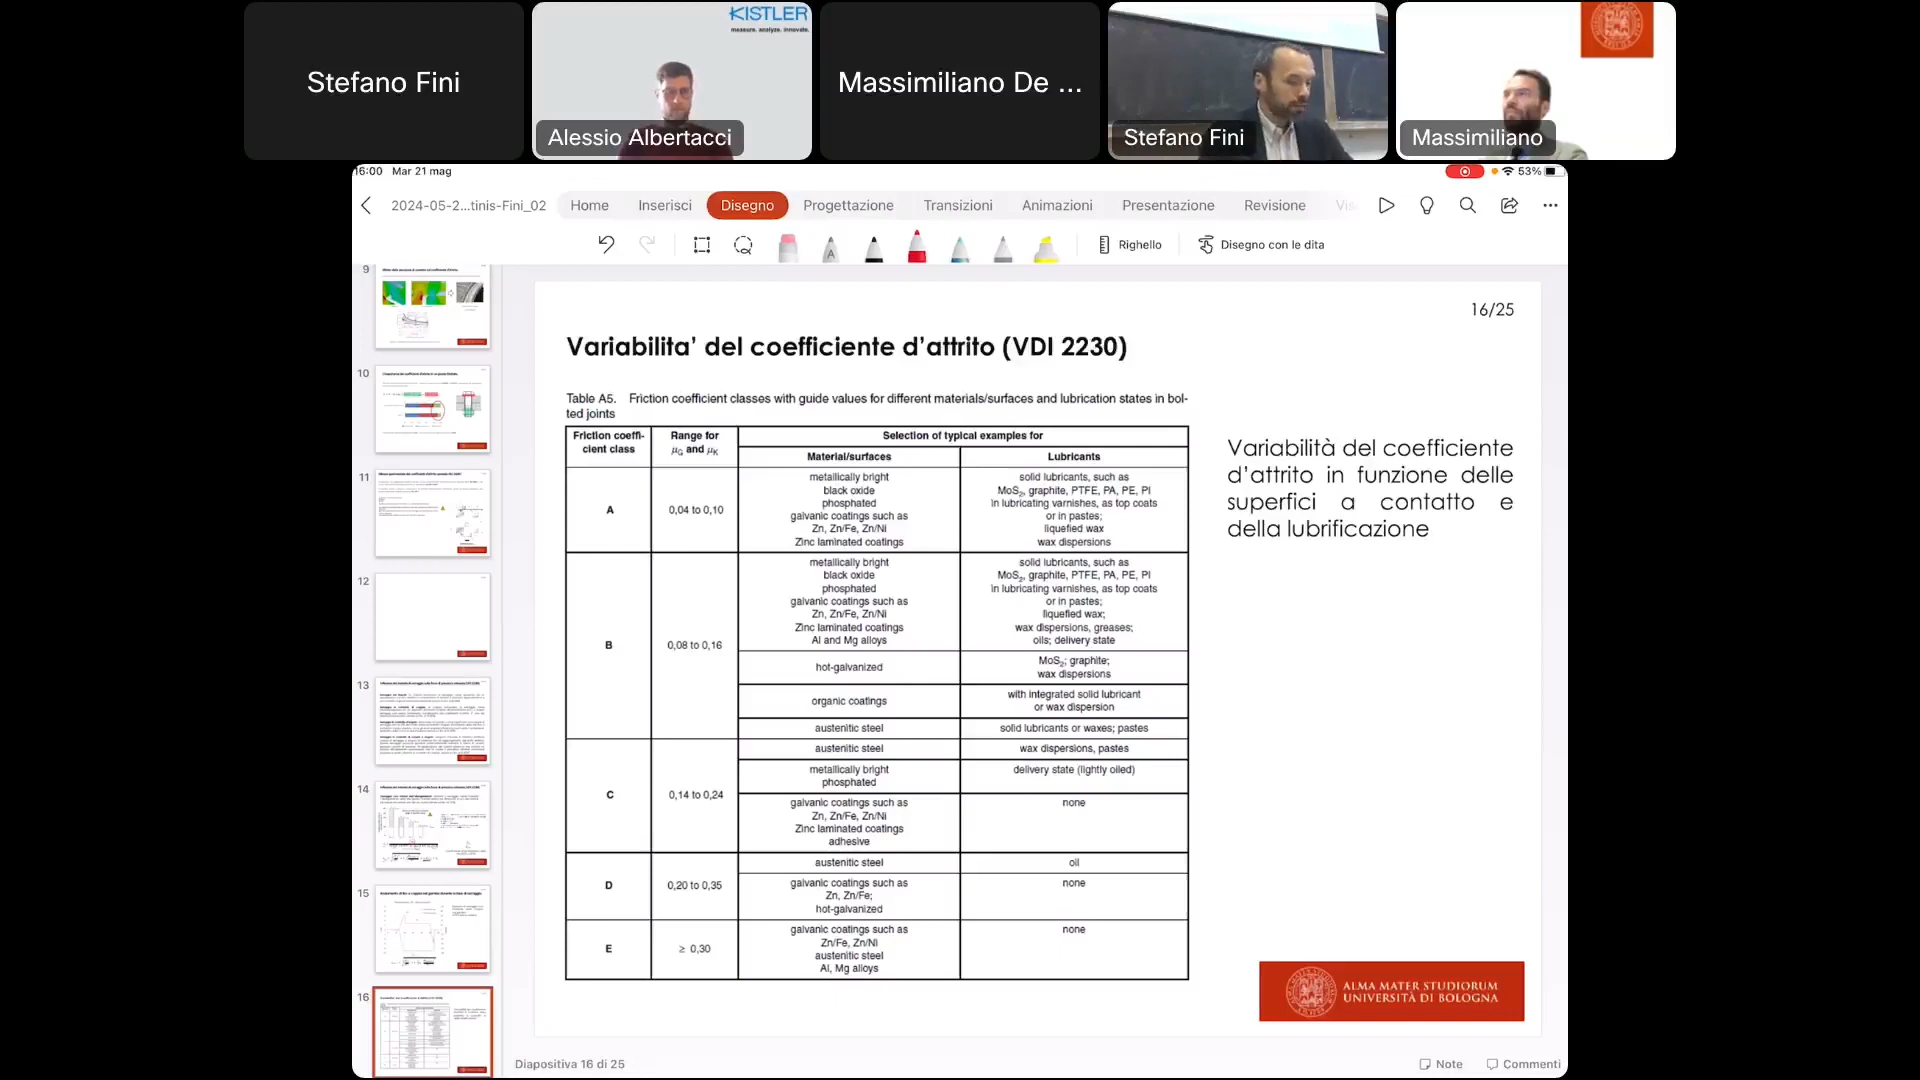 Stefano Fini
KISTLER
measure. analyze. innovate.
Alessio Albertacci
Massimiliano De ...
Stefano Fini
Massimiliano
16:00 Mar 21 mag
53%
2024-05-2...tinis-Fini_02
Home Inserisci Disegno Progettazione Transizioni Animazioni Presentazione Revisione Vis
Righello
Disegno con le dita
9
10
11
12
13
14
15
16
16/25
Variabilita' del coefficiente d'attrito (VDI 2230)
Table A5. Friction coefficient classes with guide values for different materials/surfaces and lubrication states in bol-
ted joints
Friction coeffi-
cient class
Range for
μG and μK
Selection of typical examples for
Material/surfaces
Lubricants
A
0,04 to 0,10
metallically bright
black oxide
phosphated
galvanic coatings such as
Zn, Zn/Fe, Zn/Ni
Zinc laminated coatings
solid lubricants, such as
MoS2, graphite, PTFE, PA, PE, PI
in lubricating varnishes, as top coats
or in pastes;
liquefied wax
wax dispersions
B
0,08 to 0,16
metallically bright
black oxide
phosphated
galvanic coatings such as
Zn, Zn/Fe, Zn/Ni
Zinc laminated coatings
Al and Mg alloys
solid lubricants, such as
MoS2, graphite, PTFE, PA, PE, PI
in lubricating varnishes, as top coats
or in pastes;
liquefied wax;
wax dispersions, greases;
oils; delivery state
hot-galvanized
MoS2; graphite;
wax dispersions
organic coatings
with integrated solid lubricant
or wax dispersion
austenitic steel
solid lubricants or waxes; pastes
C
0,14 to 0,24
austenitic steel
wax dispersions, pastes
metallically bright
phosphated
delivery state (lightly oiled)
galvanic coatings such as
Zn, Zn/Fe, Zn/Ni
Zinc laminated coatings
adhesive
none
D
0,20 to 0,35
austenitic steel
oil
galvanic coatings such as
Zn, Zn/Fe;
hot-galvanized
none
E
≥ 0,30
galvanic coatings such as
Zn/Fe, Zn/Ni
austenitic steel
Al, Mg alloys
none
Variabilità del coefficiente
d'attrito in funzione delle
superfici a contatto e
della lubrificazione
ALMA MATER STUDIORUM
UNIVERSITÀ DI BOLOGNA
Diapositiva 16 di 25
Note
Commenti